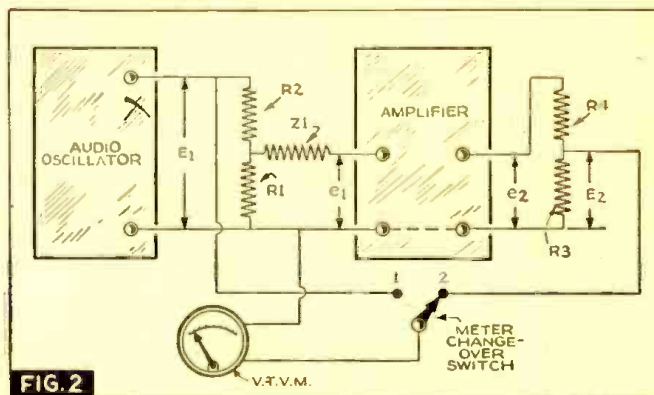 AUDIO
OSCILLATOR
E1
R2
R1
Z1
e1
AMPLIFIER
e2
R4
E2
R3
1
2
METER
CHANGE-
OVER
SWITCH
V.T.V.M.
FIG. 2